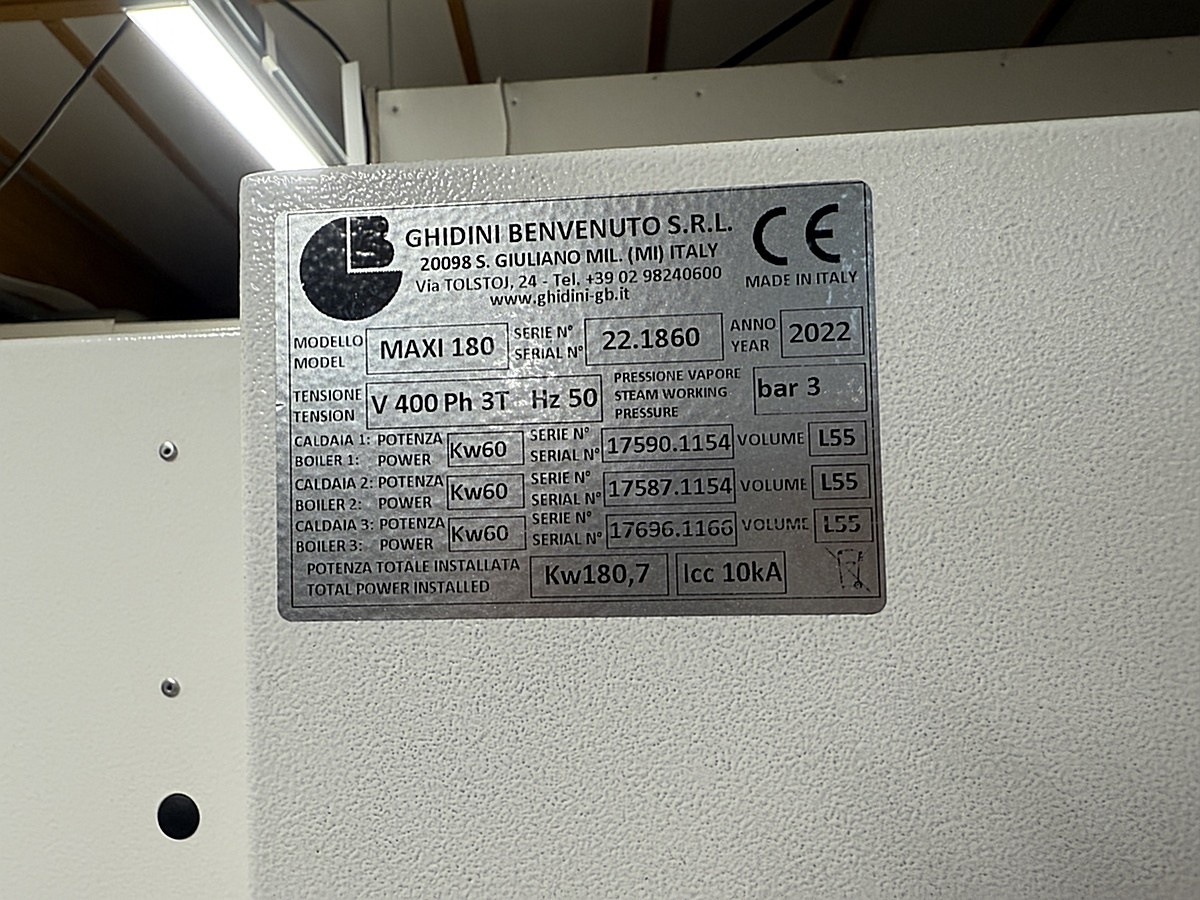 GB
GHIDINI BENVENUTO S.R.L.
20098 S. GIULIANO MIL. (MI) ITALY
Via TOLSTOJ, 24 - Tel. +39 02 98240600
www.ghidini-gb.it
CE
MADE IN ITALY
MODELLO
MODEL
MAXI 180
SERIE N°
SERIAL N°
22.1860
ANNO
YEAR
2022
TENSIONE
TENSION
V 400 Ph 3T Hz 50
PRESSIONE VAPORE
STEAM WORKING
PRESSURE
bar 3
CALDAIA 1: POTENZA
BOILER 1: POWER
Kw60
SERIE N°
SERIAL N°
17590.1154
VOLUME
L55
CALDAIA 2: POTENZA
BOILER 2: POWER
Kw60
SERIE N°
SERIAL N°
17587.1154
VOLUME
L55
CALDAIA 3: POTENZA
BOILER 3: POWER
Kw60
SERIE N°
SERIAL N°
17696.1166
VOLUME
L55
POTENZA TOTALE INSTALLATA
TOTAL POWER INSTALLED
Kw180,7
Icc 10kA